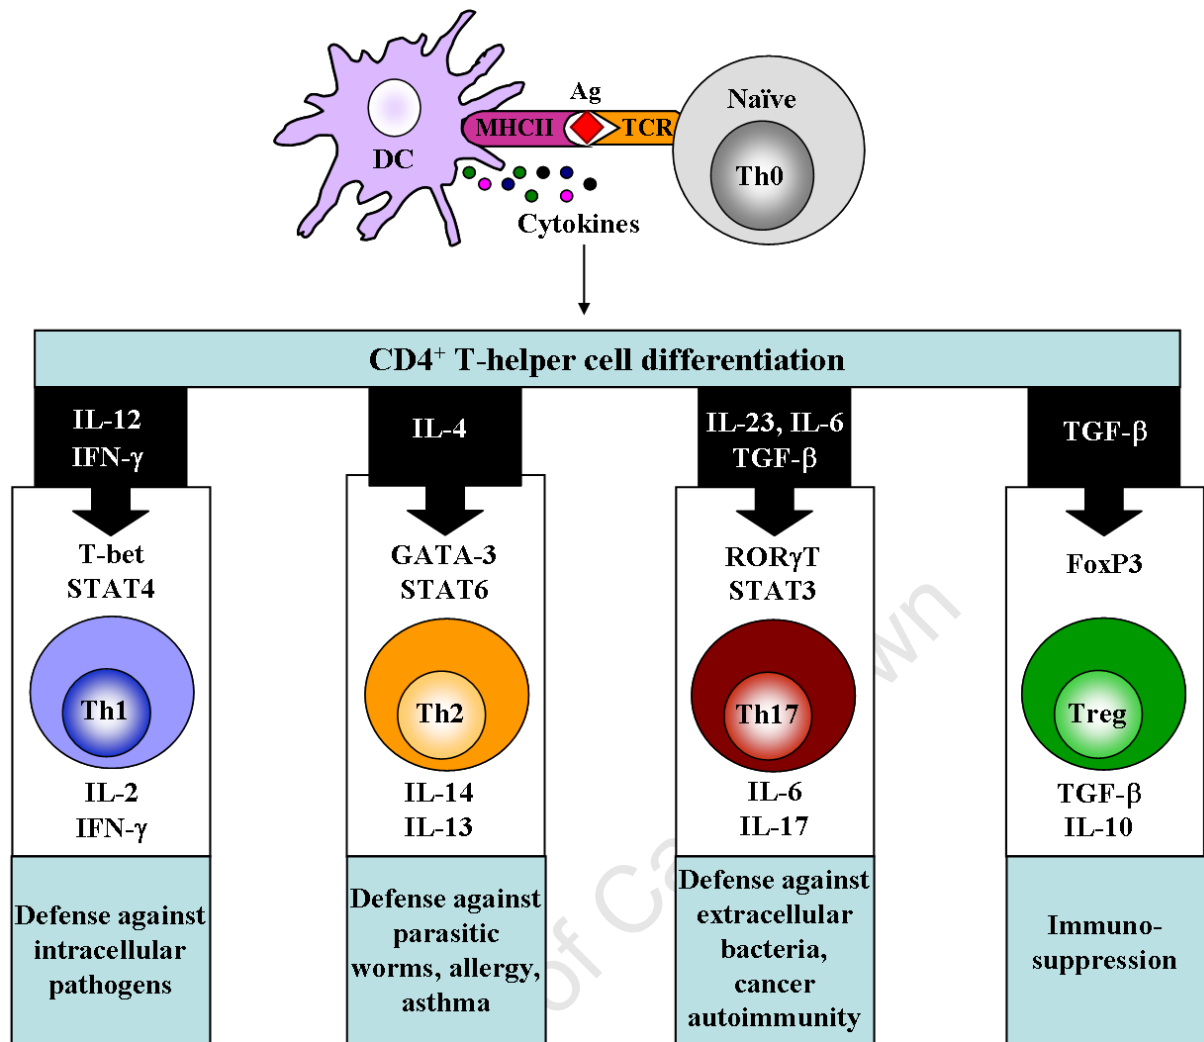 Ag
Naïve
MHCII
TCR
DC
Th0
Cytokines
CD4⁺ T-helper cell differentiation
IL-12
IFN-γ
IL-4
IL-23, IL-6
TGF-β
TGF-β
T-bet
STAT4
GATA-3
STAT6
RORγT
STAT3
FoxP3
Th1
Th2
Th17
Treg
IL-2
IFN-γ
IL-14
IL-13
IL-6
IL-17
TGF-β
IL-10
Defense against
intracellular
pathogens
Defense against
parasitic
worms, allergy,
asthma
Defense against
extracellular
bacteria,
cancer
autoimmunity
Immuno-
suppression
of Ca
wn